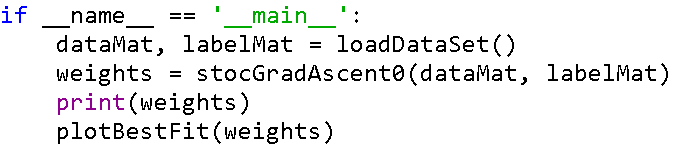 if __name__ == '__main__':
    dataMat, labelMat = loadDataSet()
    weights = stocGradAscent0(dataMat, labelMat)
    print(weights)
    plotBestFit(weights)